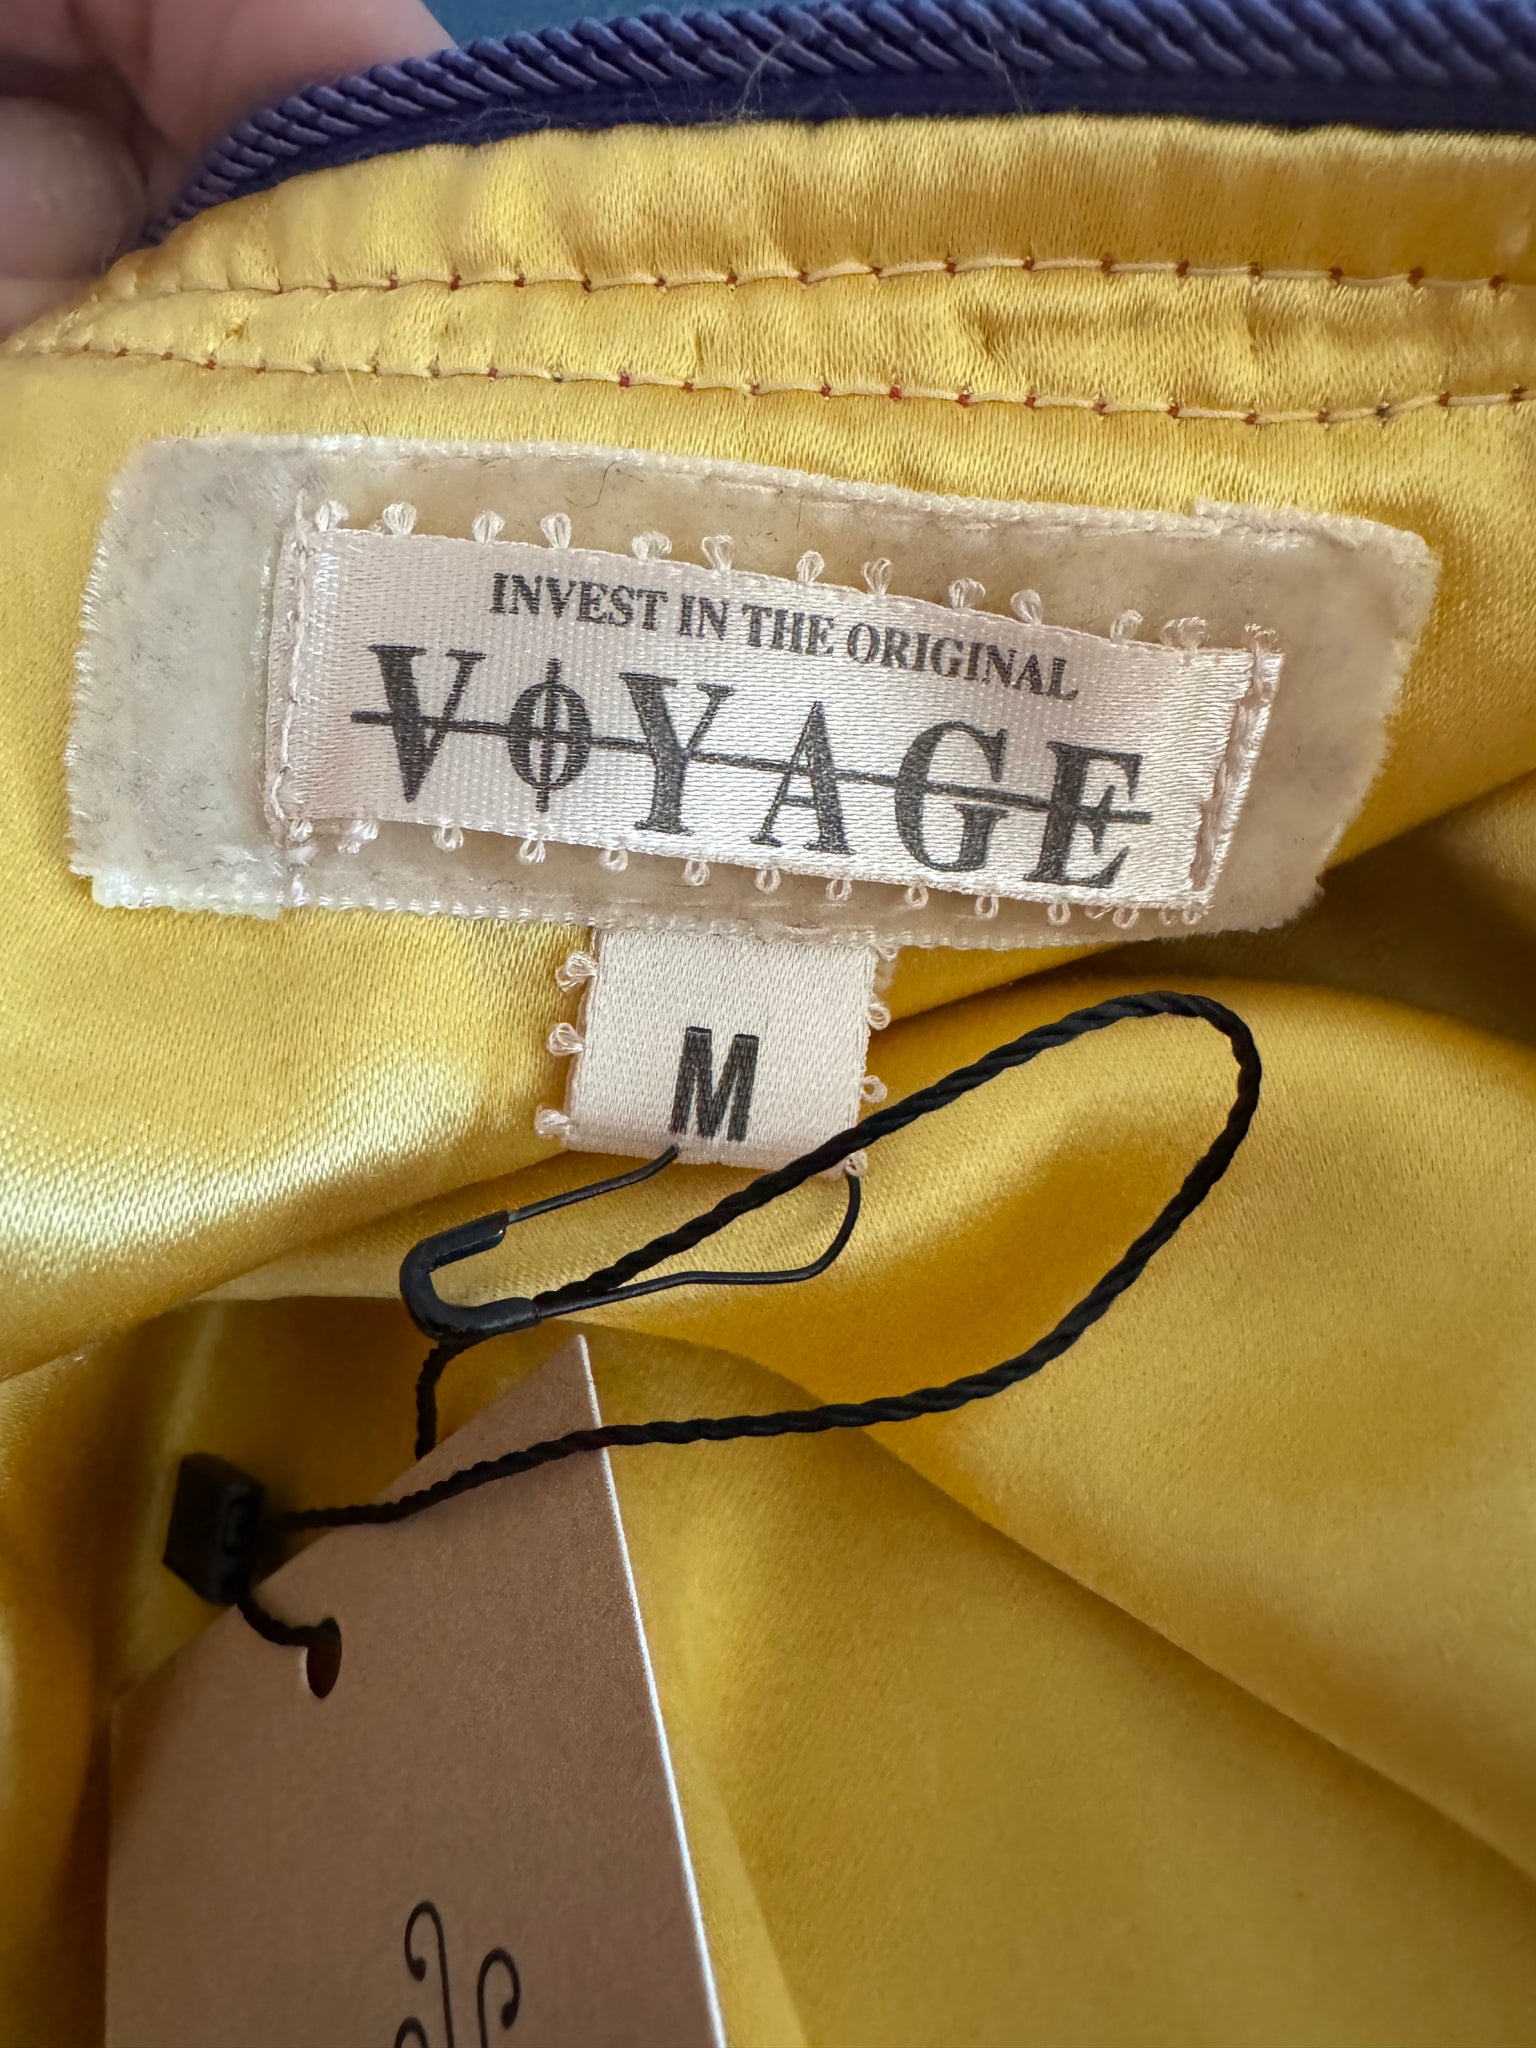 INVEST IN THE ORIGINAL
VOYAGE
M